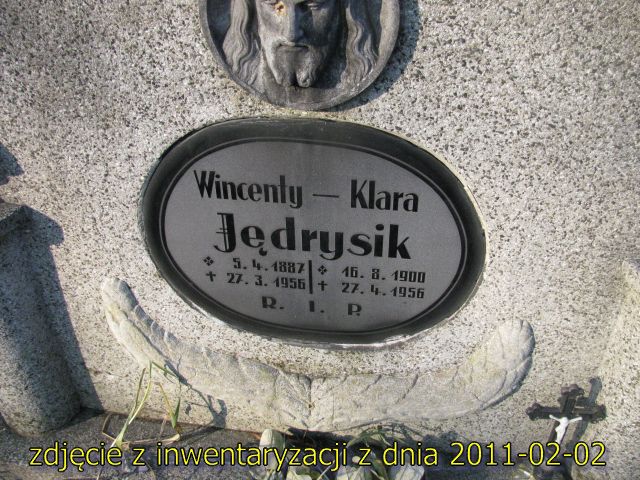 Wincenty — Klara
Jędrysik
❖ 5. 4. 1887 ❖ 16. 8. 1900
✝ 27. 3. 1956 ✝ 27. 4. 1956
R. I. P.
zdjęcie z inwentaryzacji z dnia 2011-02-02